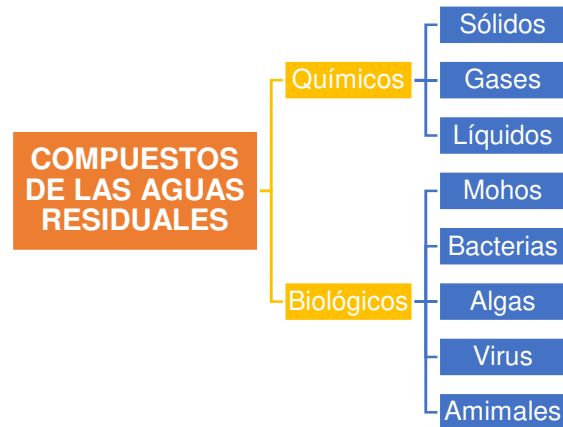 COMPUESTOS
DE LAS AGUAS
RESIDUALES
Químicos
Sólidos
Gases
Líquidos
Biológicos
Mohos
Bacterias
Algas
Virus
Amimales